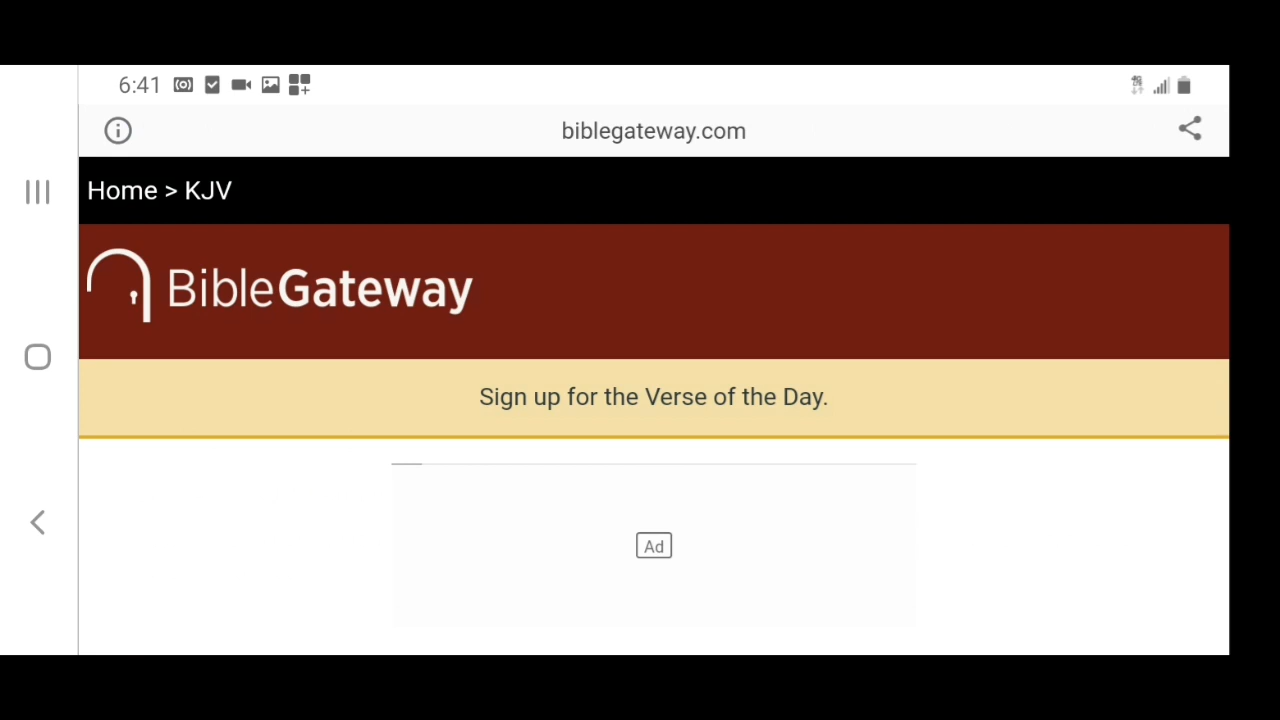 6:41
biblegateway.com
Home > KJV
BibleGateway
Sign up for the Verse of the Day.
Ad